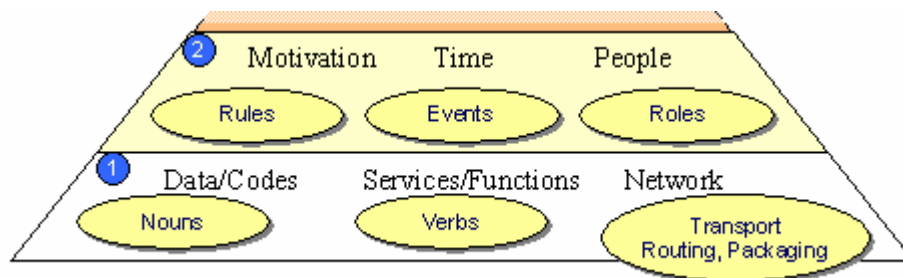 2
Motivation Time People
Rules Events Roles
1
Data/Codes Services/Functions Network
Nouns Verbs Transport
Routing, Packaging